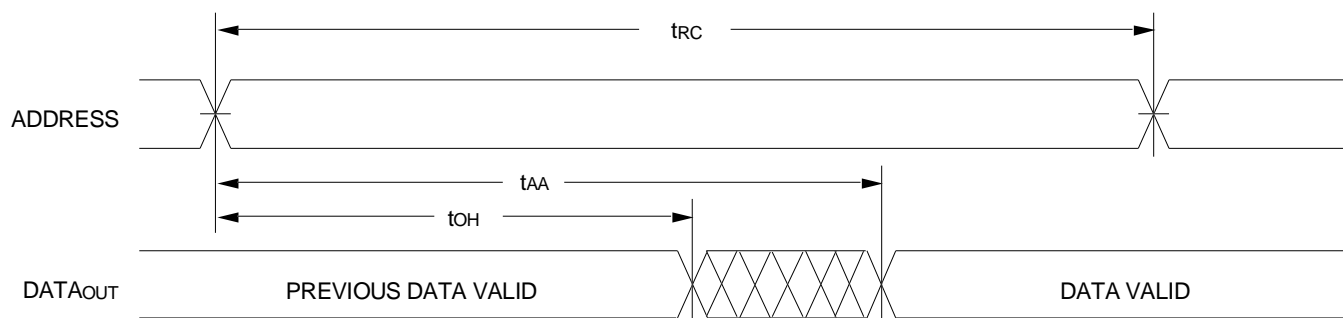 tRC
ADDRESS
tAA
tOH
DATAOUT
PREVIOUS DATA VALID
DATA VALID